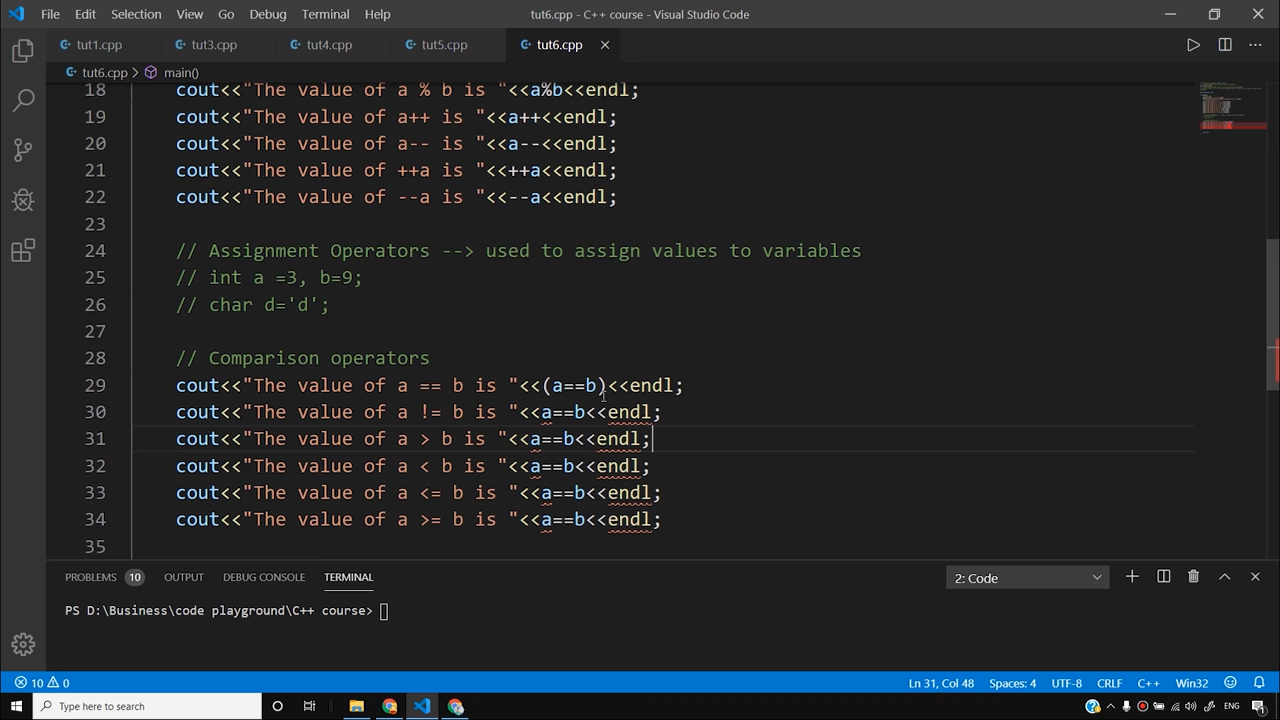 File Edit Selection View Go Debug Terminal Help tut6.cpp - C++ course - Visual Studio Code
tut1.cpp tut3.cpp tut4.cpp tut5.cpp tut6.cpp
tut6.cpp main()
18 cout<<"The value of a % b is "<<a%b<<endl;
19 cout<<"The value of a++ is "<<a++<<endl;
20 cout<<"The value of a-- is "<<a--<<endl;
21 cout<<"The value of ++a is "<<++a<<endl;
22 cout<<"The value of --a is "<<--a<<endl;
23
24 // Assignment Operators --> used to assign values to variables
25 // int a =3, b=9;
26 // char d='d';
27
28 // Comparison operators
29 cout<<"The value of a == b is "<<(a==b)<<endl;
30 cout<<"The value of a != b is "<<a==b<<endl;
31 cout<<"The value of a > b is "<<a==b<<endl;
32 cout<<"The value of a < b is "<<a==b<<endl;
33 cout<<"The value of a <= b is "<<a==b<<endl;
34 cout<<"The value of a >= b is "<<a==b<<endl;
35
PROBLEMS 10 OUTPUT DEBUG CONSOLE TERMINAL 2: Code
PS D:\Business\code playground\C++ course>
10 0 Ln 31, Col 48 Spaces: 4 UTF-8 CRLF C++ Win32
Type here to search ENG